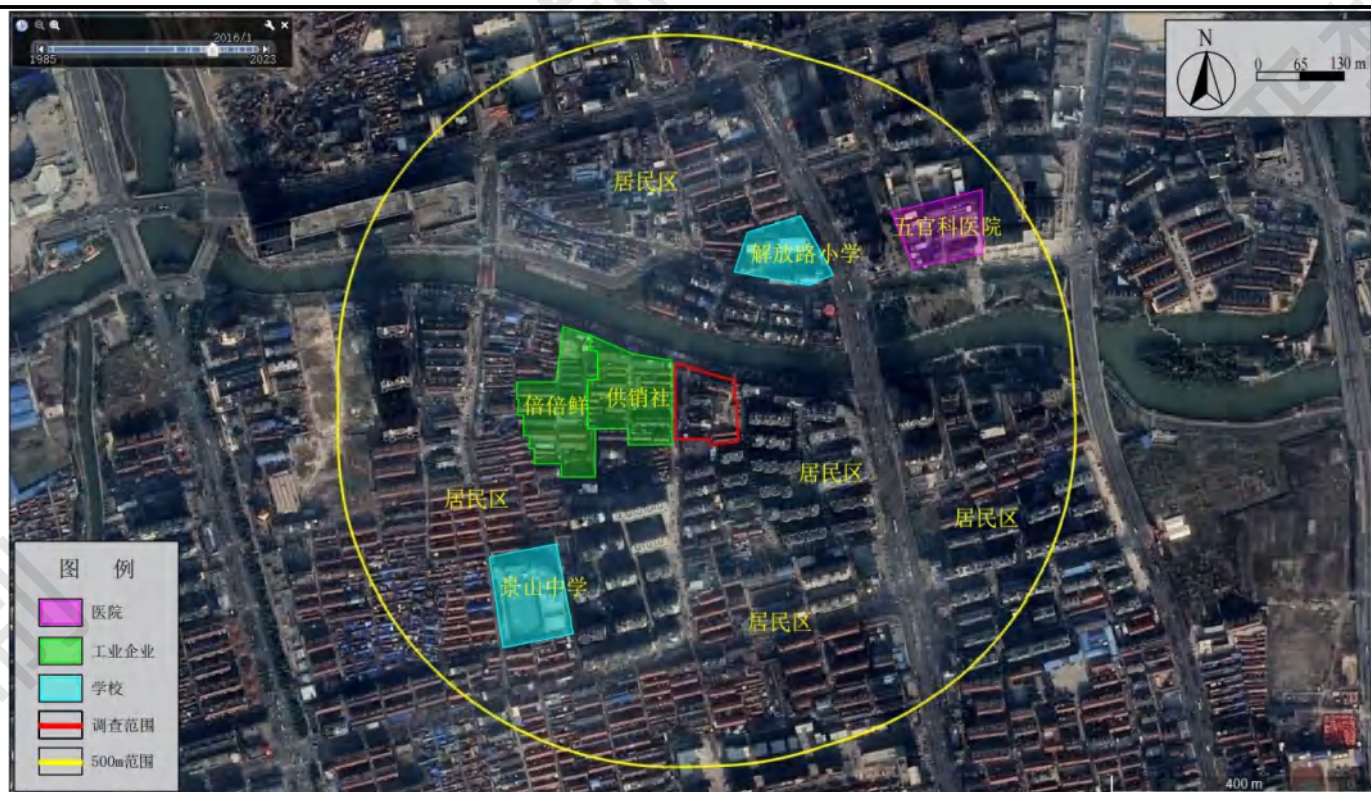 2016/1
1985
2023
N
0 65 130 m
居民区
五官科医院
解放路小学
倍倍鲜
供销社
居民区
居民区
居民区
景山中学
居民区
图 例
医院
工业企业
学校
调查范围
500m范围
400 m